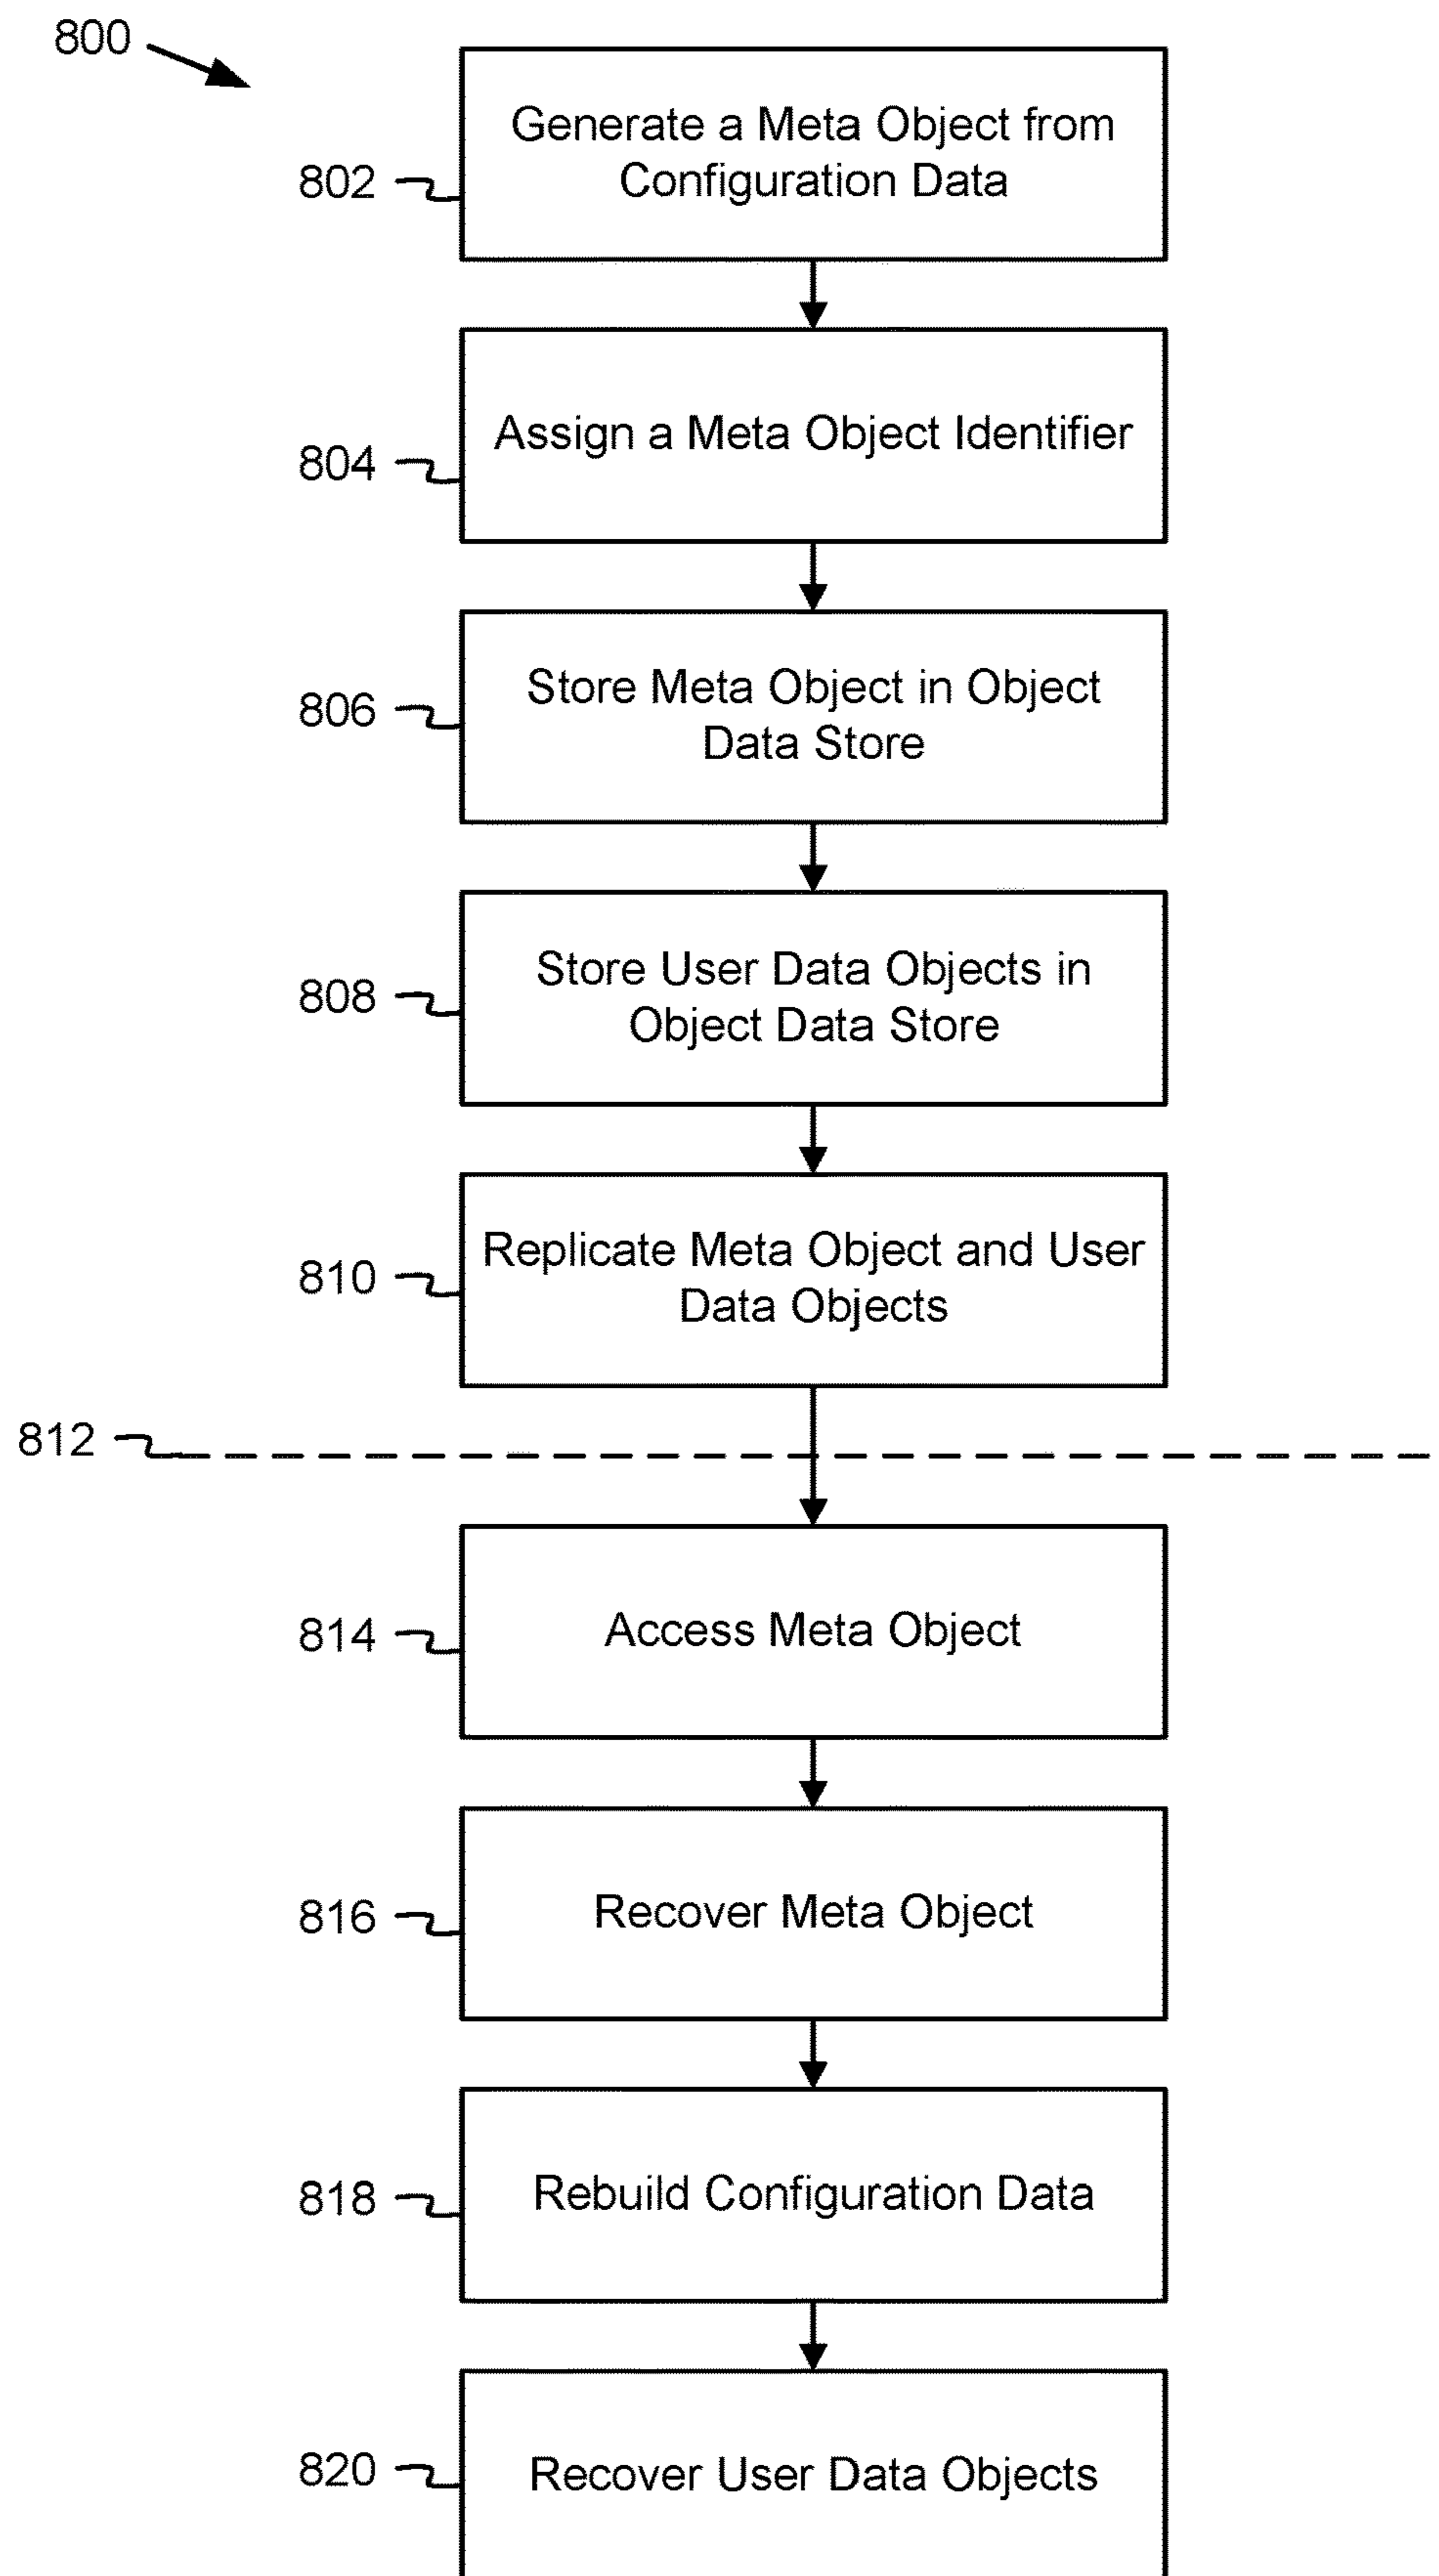 800
Generate a Meta Object from
Configuration Data
802
Assign a Meta Object Identifier
804
Store Meta Object in Object
Data Store
806
Store User Data Objects in
Object Data Store
808
Replicate Meta Object and User
Data Objects
810
812
Access Meta Object
814
Recover Meta Object
816
Rebuild Configuration Data
818
Recover User Data Objects
820